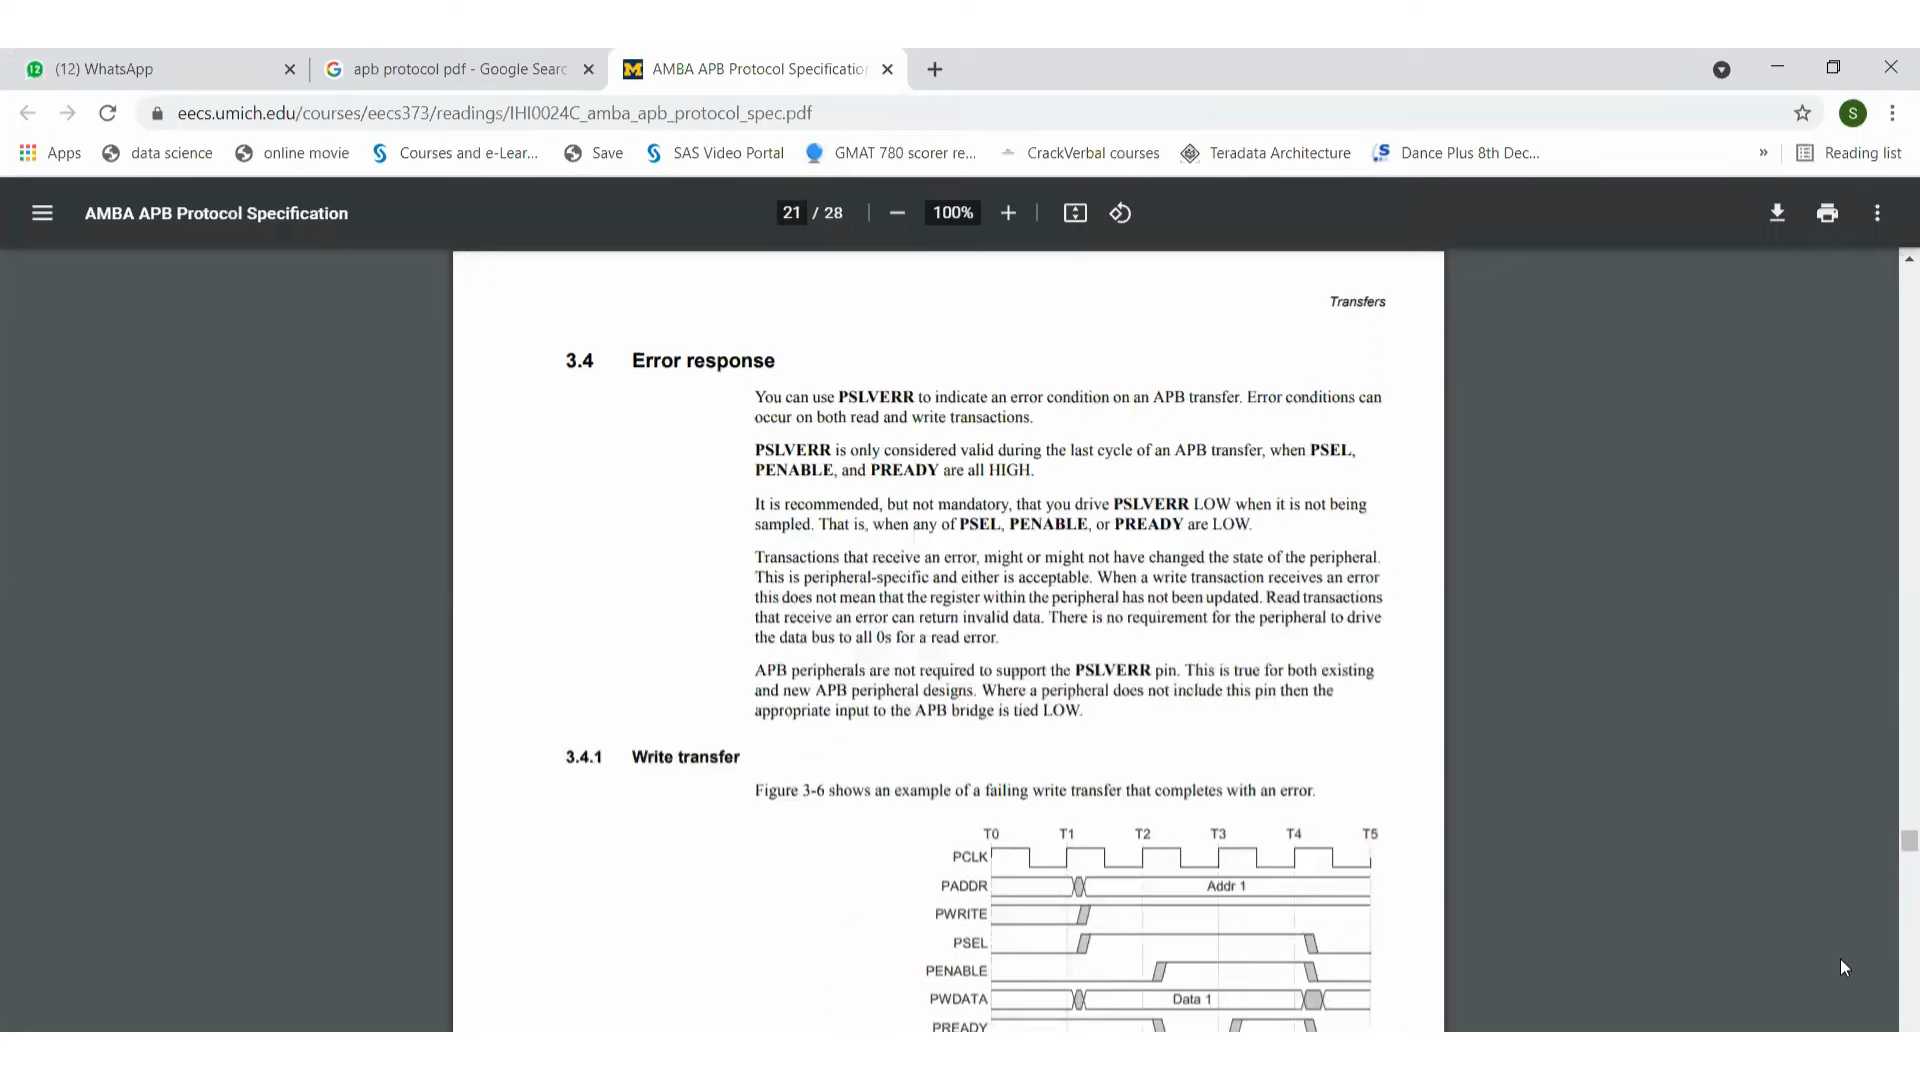 12 (12) WhatsApp
apb protocol pdf - Google Searc
AMBA APB Protocol Specification
eecs.umich.edu/courses/eecs373/readings/IHI0024C_amba_apb_protocol_spec.pdf
S
Apps data science online movie Courses and e-Lear... Save SAS Video Portal GMAT 780 scorer re... CrackVerbal courses Teradata Architecture Dance Plus 8th Dec... » Reading list
AMBA APB Protocol Specification 21 / 28 100%
Transfers
3.4 Error response
You can use PSLVERR to indicate an error condition on an APB transfer. Error conditions can
occur on both read and write transactions.
PSLVERR is only considered valid during the last cycle of an APB transfer, when PSEL,
PENABLE, and PREADY are all HIGH.
It is recommended, but not mandatory, that you drive PSLVERR LOW when it is not being
sampled. That is, when any of PSEL, PENABLE, or PREADY are LOW.
Transactions that receive an error, might or might not have changed the state of the peripheral.
This is peripheral-specific and either is acceptable. When a write transaction receives an error
this does not mean that the register within the peripheral has not been updated. Read transactions
that receive an error can return invalid data. There is no requirement for the peripheral to drive
the data bus to all 0s for a read error.
APB peripherals are not required to support the PSLVERR pin. This is true for both existing
and new APB peripheral designs. Where a peripheral does not include this pin then the
appropriate input to the APB bridge is tied LOW.
3.4.1 Write transfer
Figure 3-6 shows an example of a failing write transfer that completes with an error.
T0 T1 T2 T3 T4 T5
PCLK
PADDR Addr 1
PWRITE
PSEL
PENABLE
PWDATA Data 1
PREADY